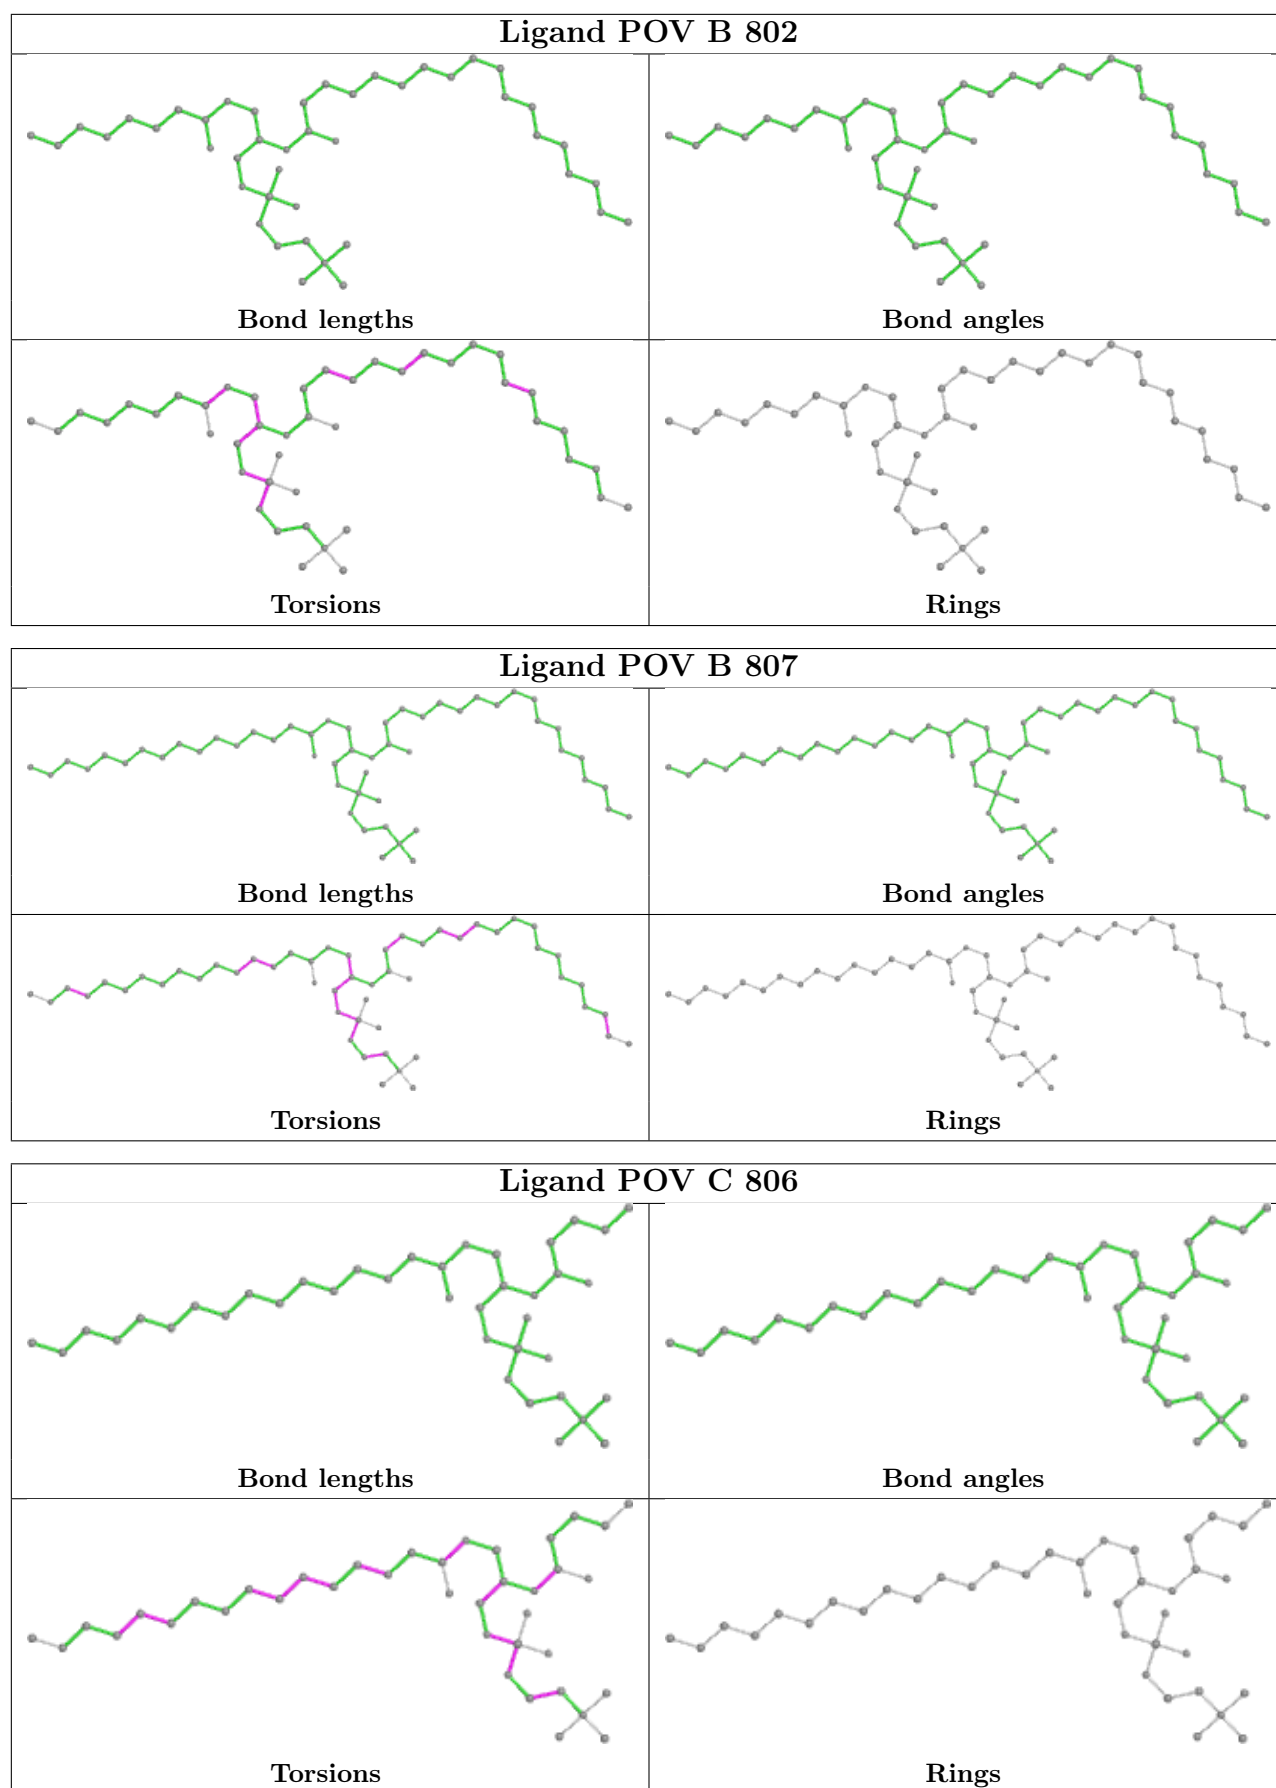 Ligand POV B 802
Bond lengths
Bond angles
Torsions
Rings
Ligand POV B 807
Bond lengths
Bond angles
Torsions
Rings
Ligand POV C 806
Bond lengths
Bond angles
Torsions
Rings